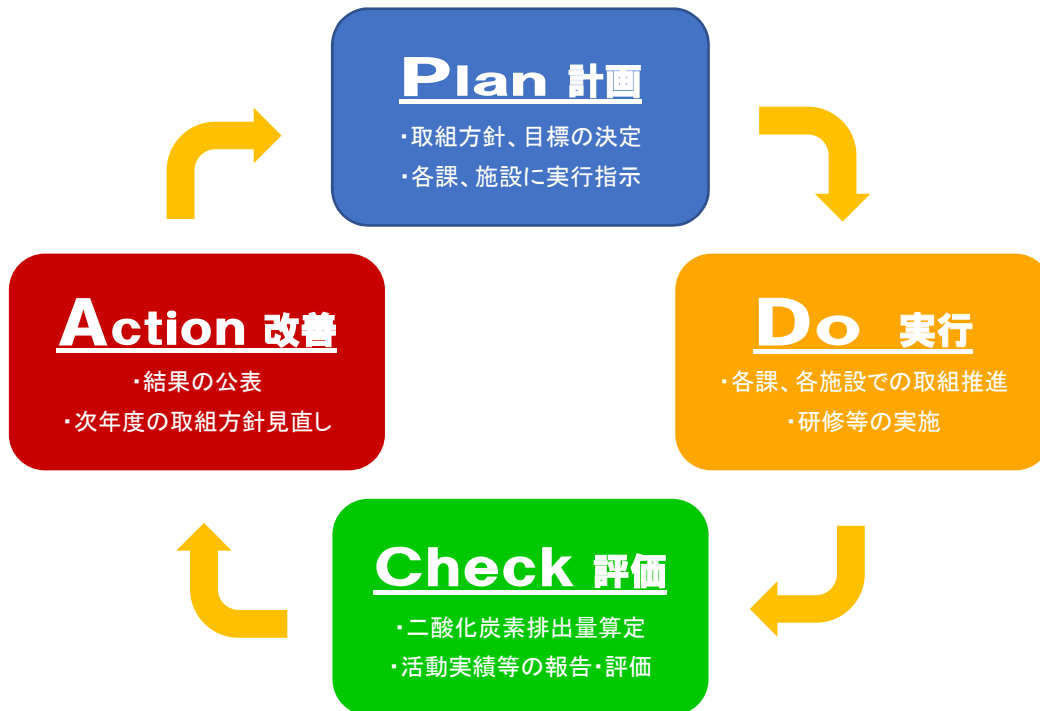 Plan 計画
・取組方針、目標の決定
・各課、施設に実行指示
Action 改善
・結果の公表
・次年度の取組方針見直し
Do 実行
・各課、各施設での取組推進
・研修等の実施
Check 評価
・二酸化炭素排出量算定
・活動実績等の報告・評価